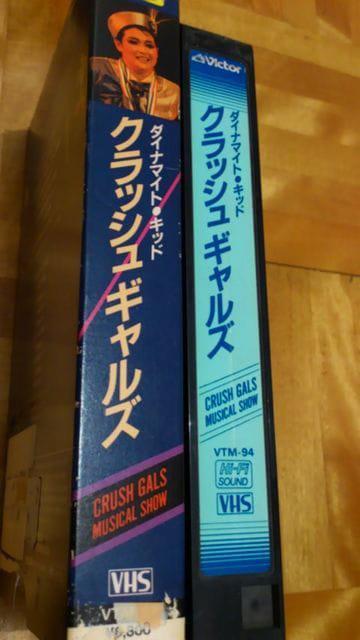 ダイナマイト・キッド
クラッシュギャルズ
CRUSH GALS
MUSICAL SHOW
VHS
Victor
ダイナマイト・キッド
クラッシュギャルズ
CRUSH GALS
MUSICAL SHOW
VTM-94
Hi-Fi
SOUND
VHS